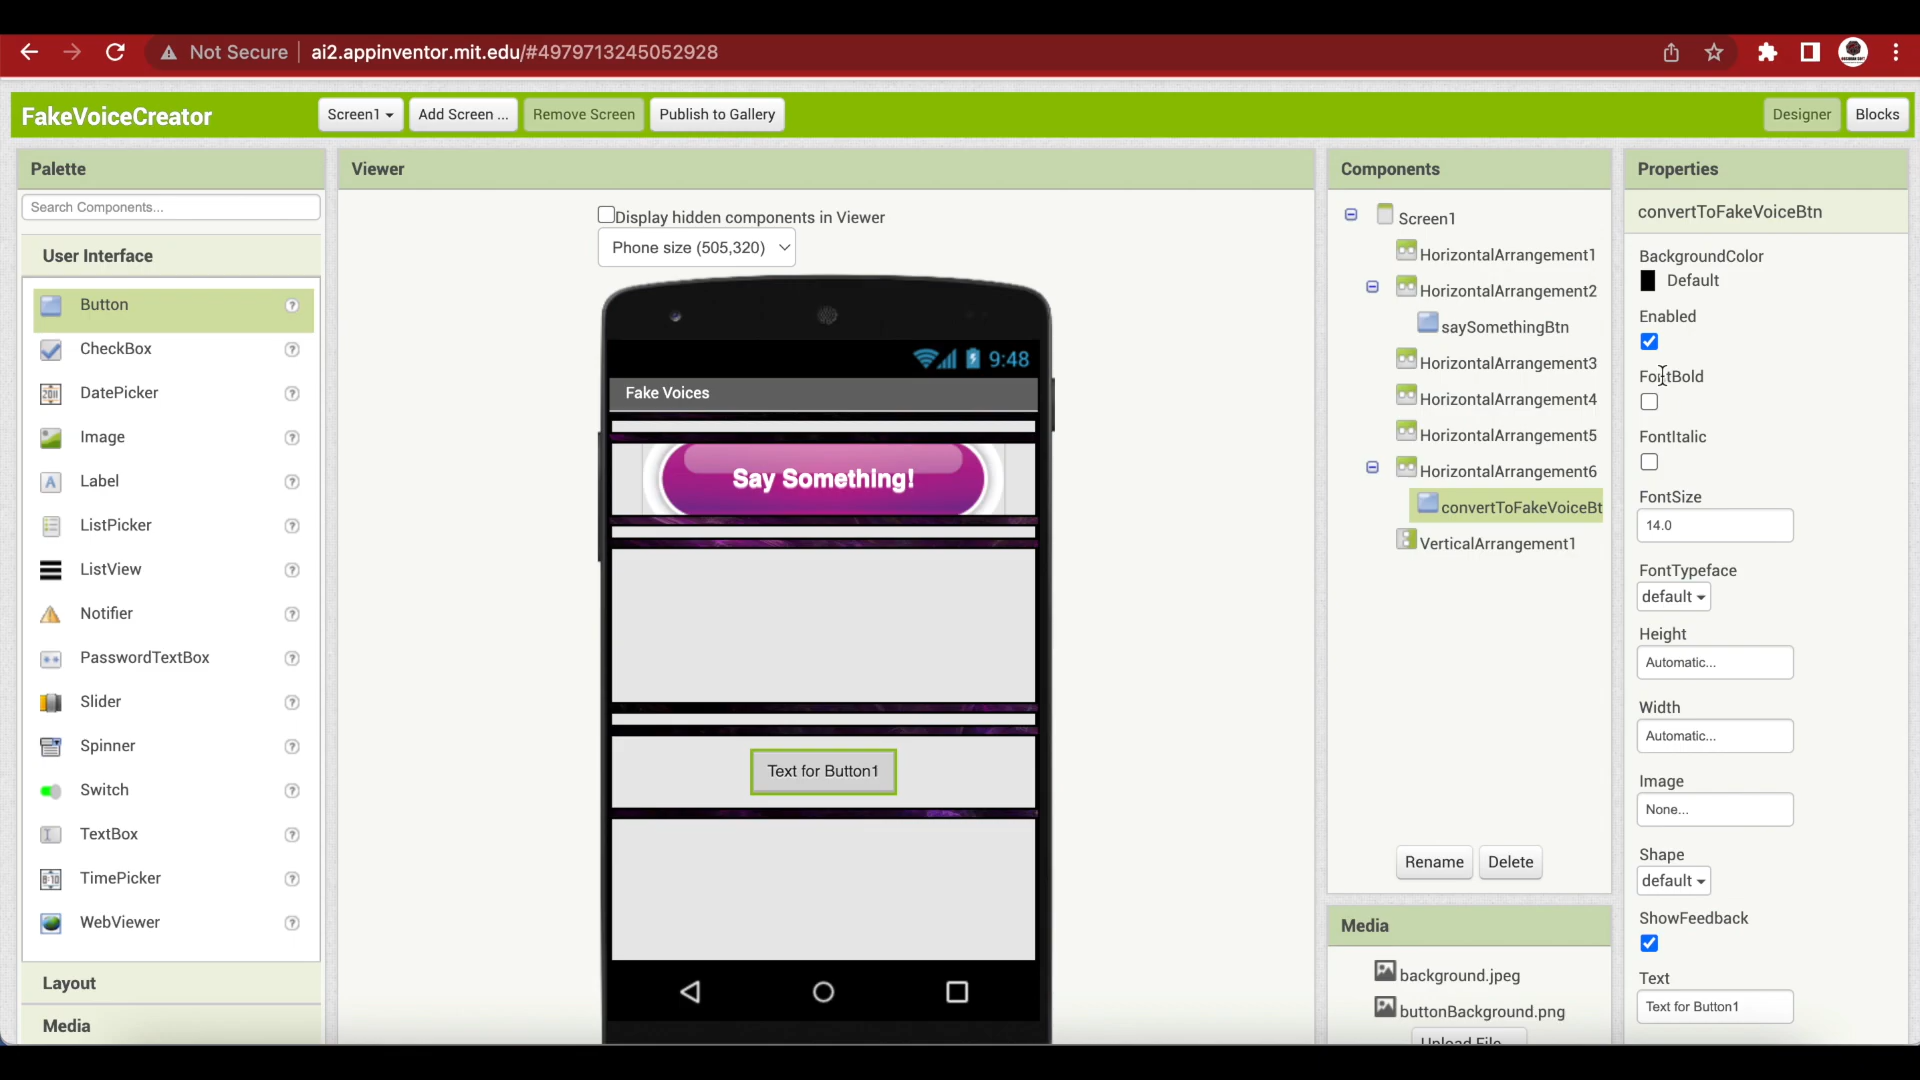 Not Secure
ai2.appinventor.mit.edu/#4979713245052928
FakeVoiceCreator
Screen1
Add Screen ...
Remove Screen
Publish to Gallery
Designer
Blocks
Palette
Search Components...
User Interface
Button
CheckBox
DatePicker
Image
Label
ListPicker
ListView
Notifier
PasswordTextBox
Slider
Spinner
Switch
TextBox
TimePicker
WebViewer
Layout
Media
Viewer
Display hidden components in Viewer
Phone size (505,320)
9:48
Fake Voices
Say Something!
Text for Button1
Components
Screen1
HorizontalArrangement1
HorizontalArrangement2
saySomethingBtn
HorizontalArrangement3
HorizontalArrangement4
HorizontalArrangement5
HorizontalArrangement6
convertToFakeVoiceBt
VerticalArrangement1
Rename
Delete
Media
background.jpeg
buttonBackground.png
Upload File
Properties
convertToFakeVoiceBtn
BackgroundColor
Default
Enabled
FontBold
FontItalic
FontSize
14.0
FontTypeface
default
Height
Automatic...
Width
Automatic...
Image
None...
Shape
default
ShowFeedback
Text
Text for Button1